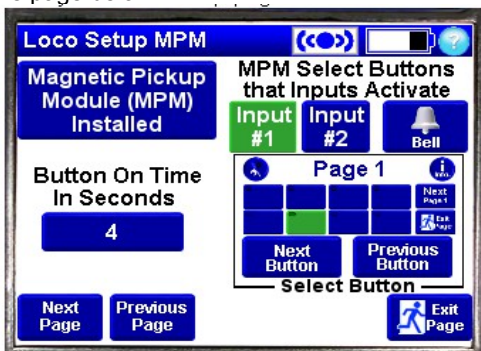 Loco Setup MPM
((●))
?
Magnetic Pickup
Module (MPM)
Installed
MPM Select Buttons
that Inputs Activate
Input
#1
Input
#2
Bell
Button On Time
In Seconds
4
Page 1
Info.
Next
Page 1
Exit
Page
Next
Button
Previous
Button
Select Button
Next
Page
Previous
Page
Exit
Page